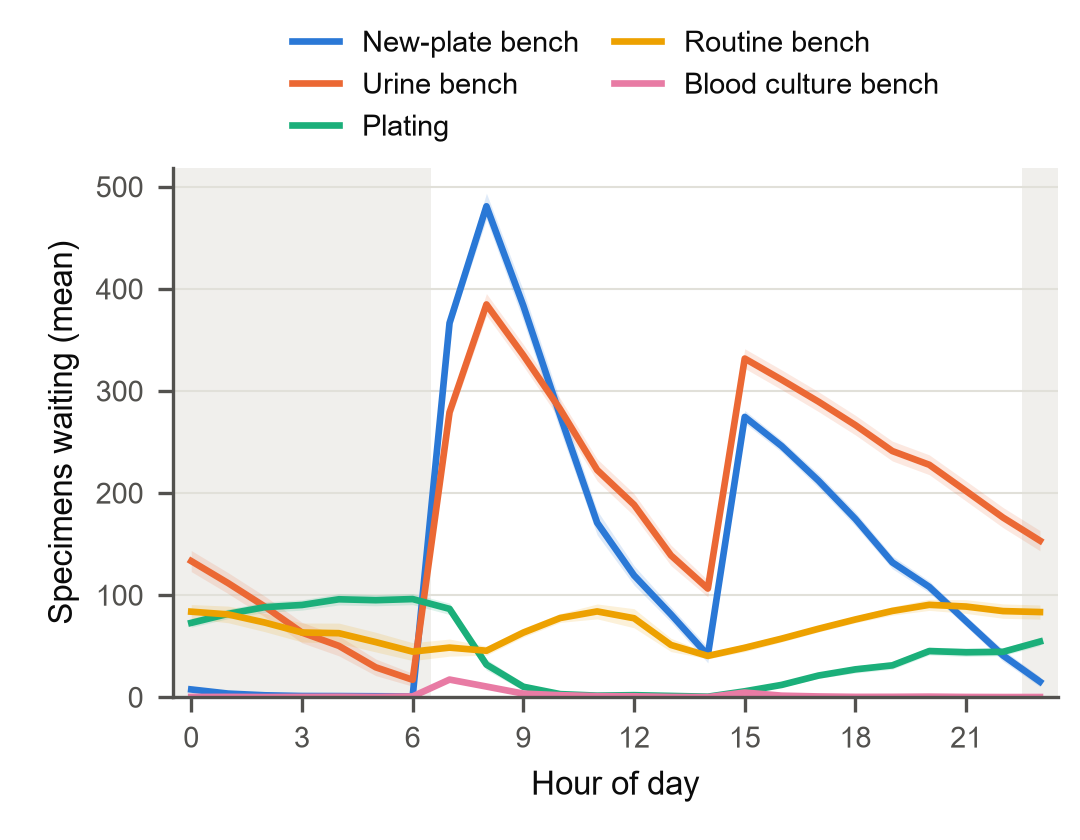 New-plate bench
Urine bench
Plating
Routine bench
Blood culture bench
Specimens waiting (mean)
500
400
300
200
100
0
0 3 6 9 12 15 18 21
Hour of day